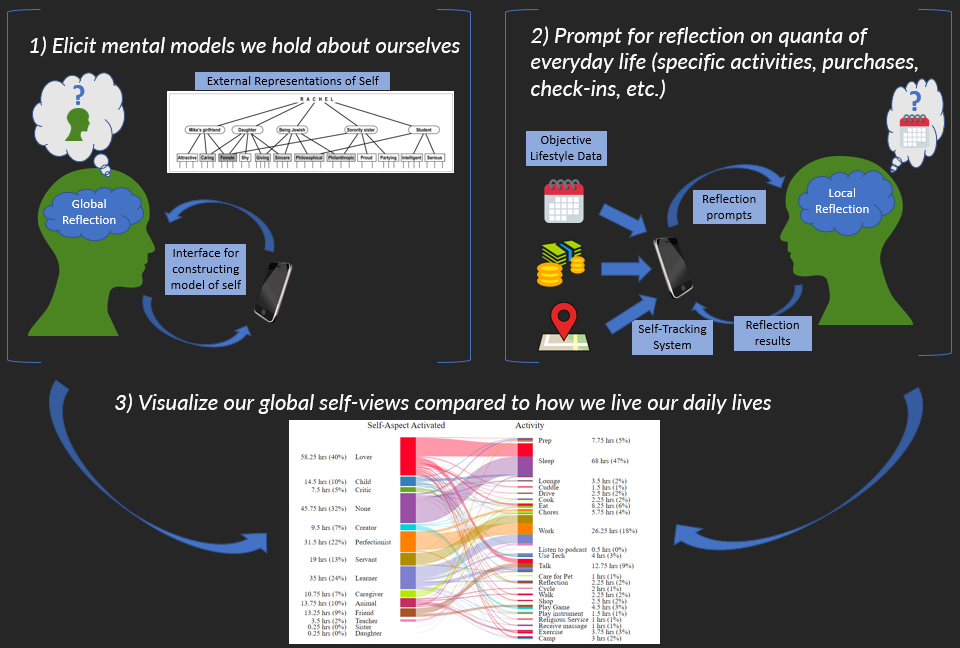 1) Elicit mental models we hold about ourselves
External Representations of Self
RACHEL
Mike's girlfriend
Daughter
Being Jewish
Sorority sister
Student
Attractive
Caring
Female
Shy
Giving
Sincere
Philosophical
Philanthropic
Proud
Partying
Intelligent
Serious
?
Global
Reflection
Interface for
constructing
model of self
2) Prompt for reflection on quanta of
everyday life (specific activities, purchases,
check-ins, etc.)
?
Objective
Lifestyle Data
Reflection
prompts
Local
Reflection
Self-Tracking
System
Reflection
results
3) Visualize our global self-views compared to how we live our daily lives
Self-Aspect Activated
58.25 hrs (40%) Lover
14.5 hrs (10%) Child
7.5 hrs (5%) Critic
45.75 hrs (32%) None
9.5 hrs (7%) Creator
31.5 hrs (22%) Perfectionist
19 hrs (13%) Servant
35 hrs (24%) Learner
10.75 hrs (7%) Caregiver
13.75 hrs (10%) Animal
13.25 hrs (9%) Friend
3.5 hrs (2%) Teacher
0.25 hrs (0%) Sister
0.25 hrs (0%) Daughter
Activity
Prep 7.75 hrs (5%)
Sleep 68 hrs (47%)
Lounge 3.5 hrs (2%)
Cuddle 1.5 hrs (1%)
Drive 2.5 hrs (2%)
Cook 2.25 hrs (2%)
Eat 8.25 hrs (6%)
Chores 5.75 hrs (4%)
Work 26.25 hrs (18%)
Listen to podcast 0.5 hrs (0%)
Use Tech 4 hrs (3%)
Talk 12.75 hrs (9%)
Care for Pet 1 hrs (1%)
Reflection 2.25 hrs (2%)
Cycle 2 hrs (1%)
Walk 2.25 hrs (2%)
Shop 2.5 hrs (2%)
Play Game 4.5 hrs (3%)
Play instrument 1.5 hrs (1%)
Religious Service 1 hrs (1%)
Receive massage 1 hrs (1%)
Exercise 3.75 hrs (3%)
Camp 3 hrs (2%)